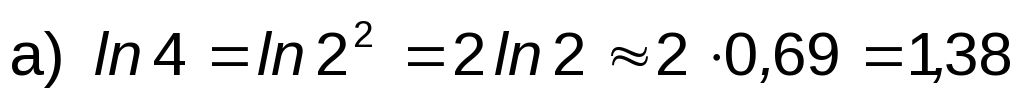 a) ln 4 = ln 2² = 2 ln 2 ≈ 2 · 0,69 = 1,38